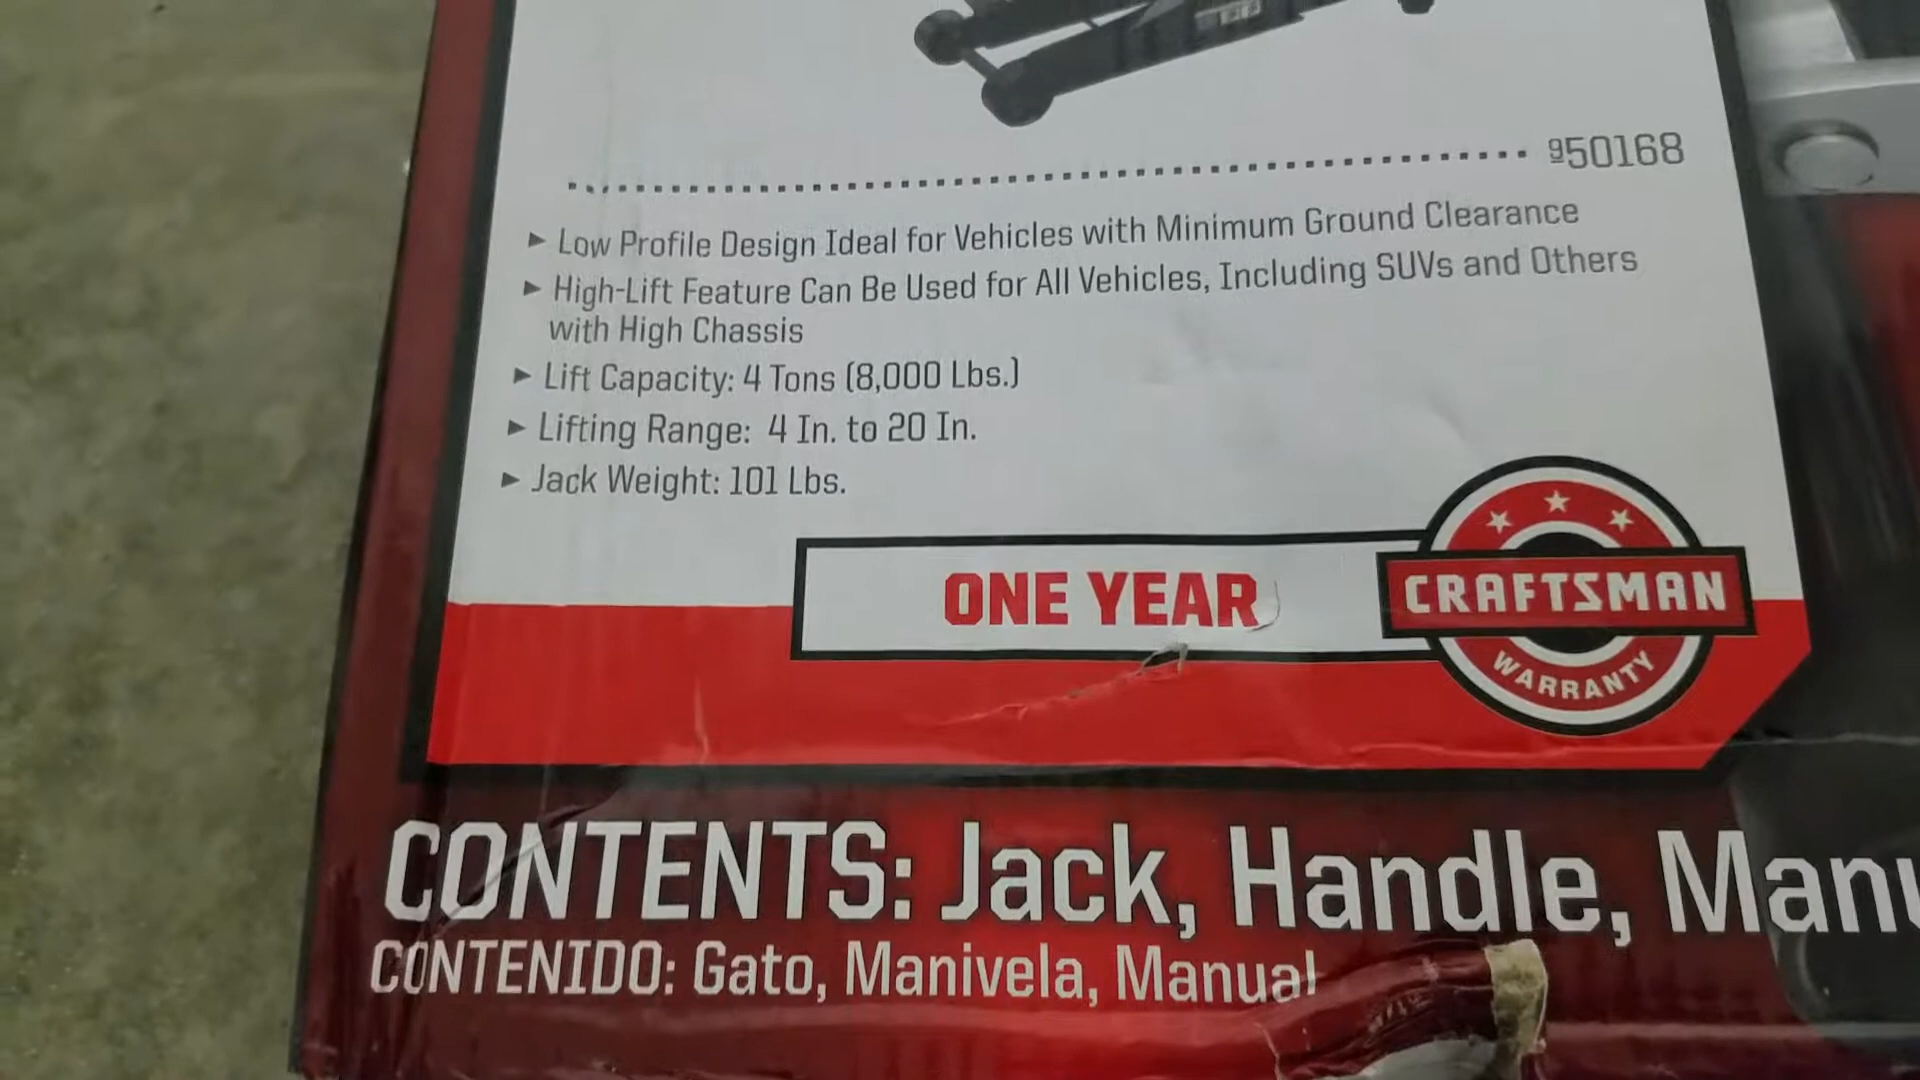 950168
► Low Profile Design Ideal for Vehicles with Minimum Ground Clearance
► High-Lift Feature Can Be Used for All Vehicles, Including SUVs and Others
with High Chassis
► Lift Capacity: 4 Tons (8,000 Lbs.)
► Lifting Range: 4 In. to 20 In.
► Jack Weight: 101 Lbs.
ONE YEAR
CRAFTSMAN
WARRANTY
CONTENTS: Jack, Handle, Manu
CONTENIDO: Gato, Manivela, Manual